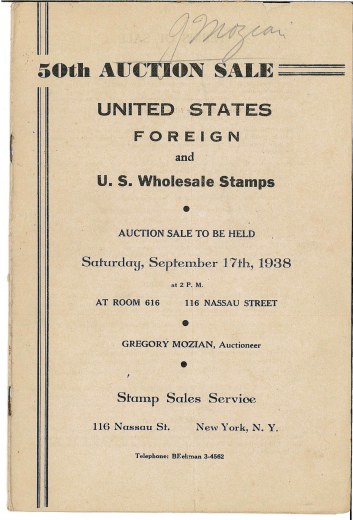 J. Mozian
50th AUCTION SALE
UNITED STATES
FOREIGN
and
U. S. Wholesale Stamps
AUCTION SALE TO BE HELD
Saturday, September 17th, 1938
at 2 P. M.
AT ROOM 616 116 NASSAU STREET
GREGORY MOZIAN, Auctioneer
Stamp Sales Service
116 Nassau St. New York, N. Y.
Telephone: BEekman 3-4562